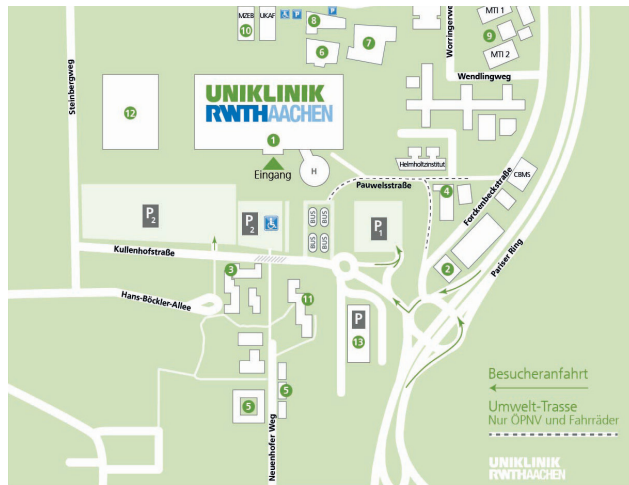 MZEB
UKAF
P
P
8
10
6
7
MTI 1
9
MTI 2
Worringerweg
Wendlingweg
Steinbergweg
12
UNIKLINIK
RWTHAACHEN
1
Eingang
H
Helmholtzinstitut
Pauwelsstraße
CBMS
4
Forckenbeckstraße
P2
P2
BUS
BUS
BUS
BUS
P1
Kullenhofstraße
Pariser Ring
2
3
Hans-Böckler-Allee
11
P
13
5
5
Neuenhofer Weg
Besucheranfahrt
Umwelt-Trasse
Nur ÖPNV und Fahrräder
UNIKLINIK
RWTHAACHEN